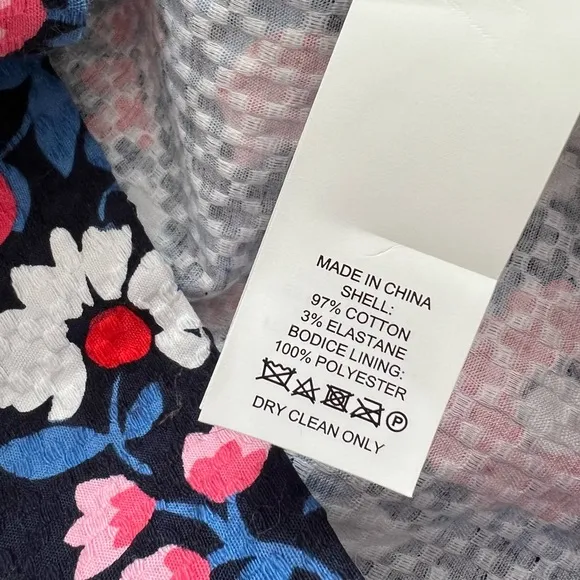 MADE IN CHINA
SHELL:
97% COTTON
3% ELASTANE
BODICE LINING:
100% POLYESTER
P
DRY CLEAN ONLY